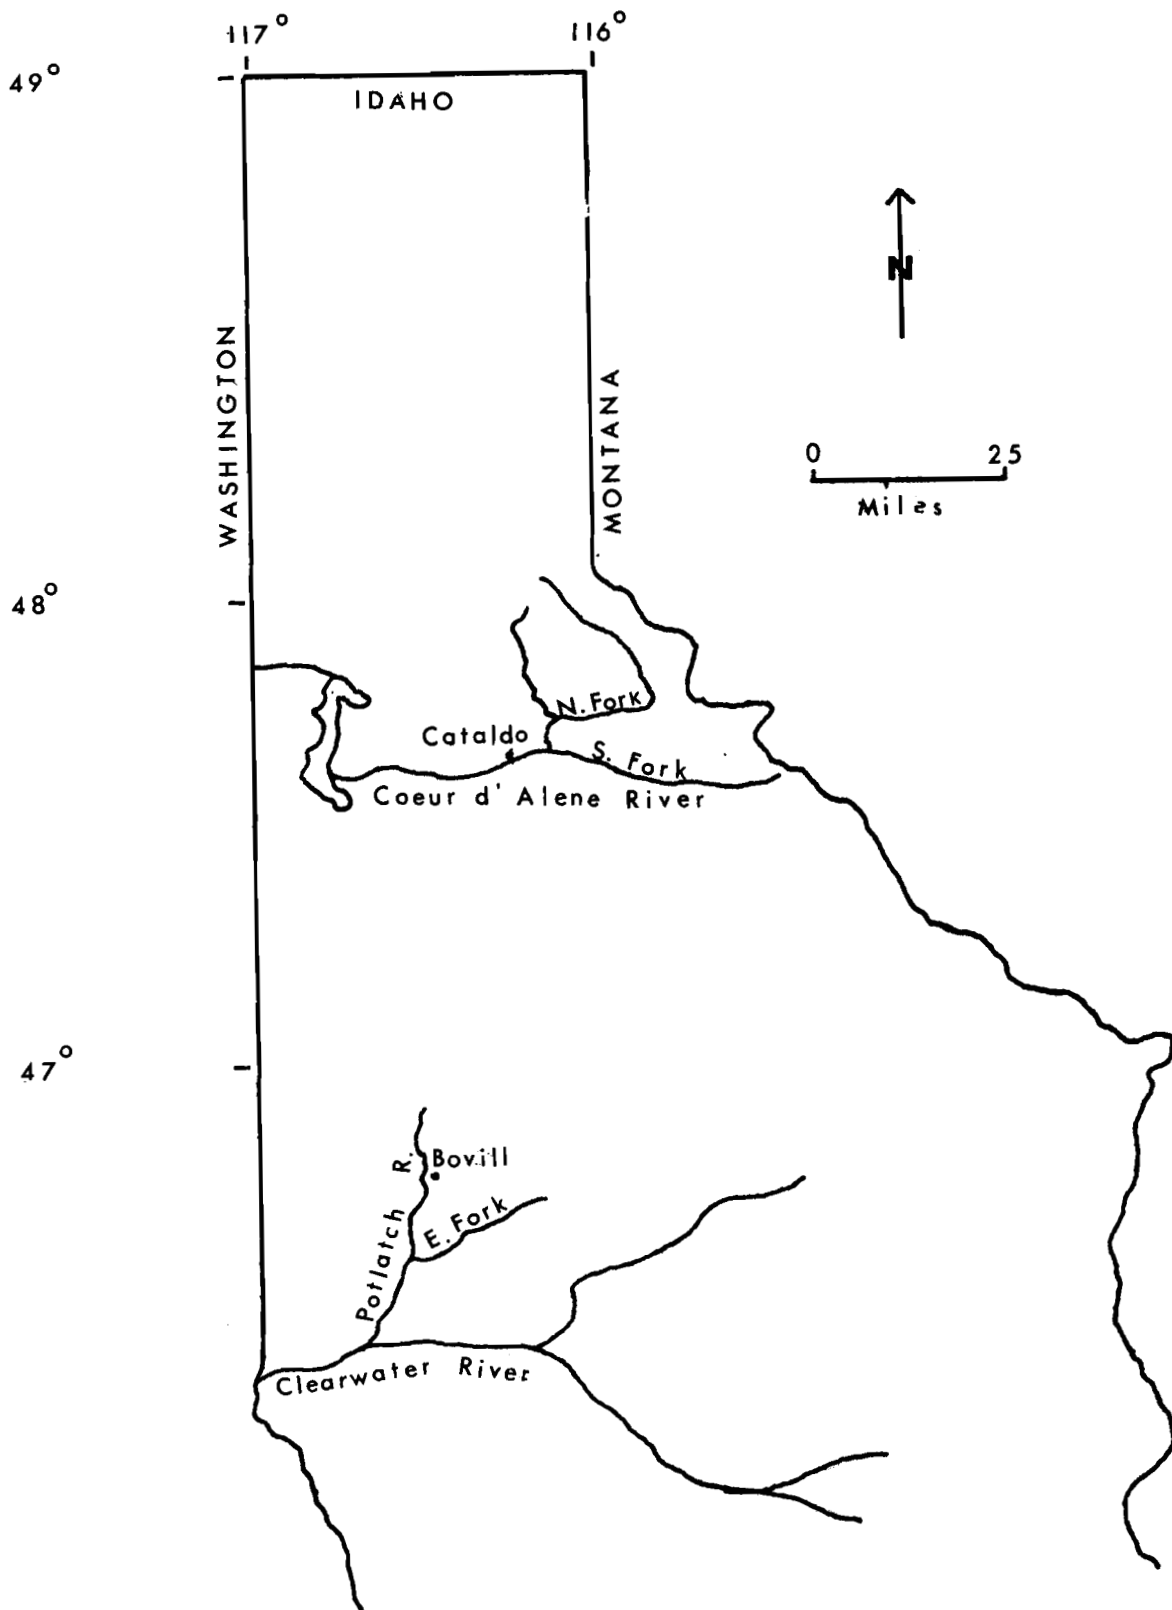 117°
116°
49°
IDAHO
N
WASHINGTON
MONTANA
0 25
Miles
48°
N. Fork
Cataldo
S. Fork
Coeur d' Alene River
47°
Bovill
Potlatch R.
E. Fork
Clearwater River